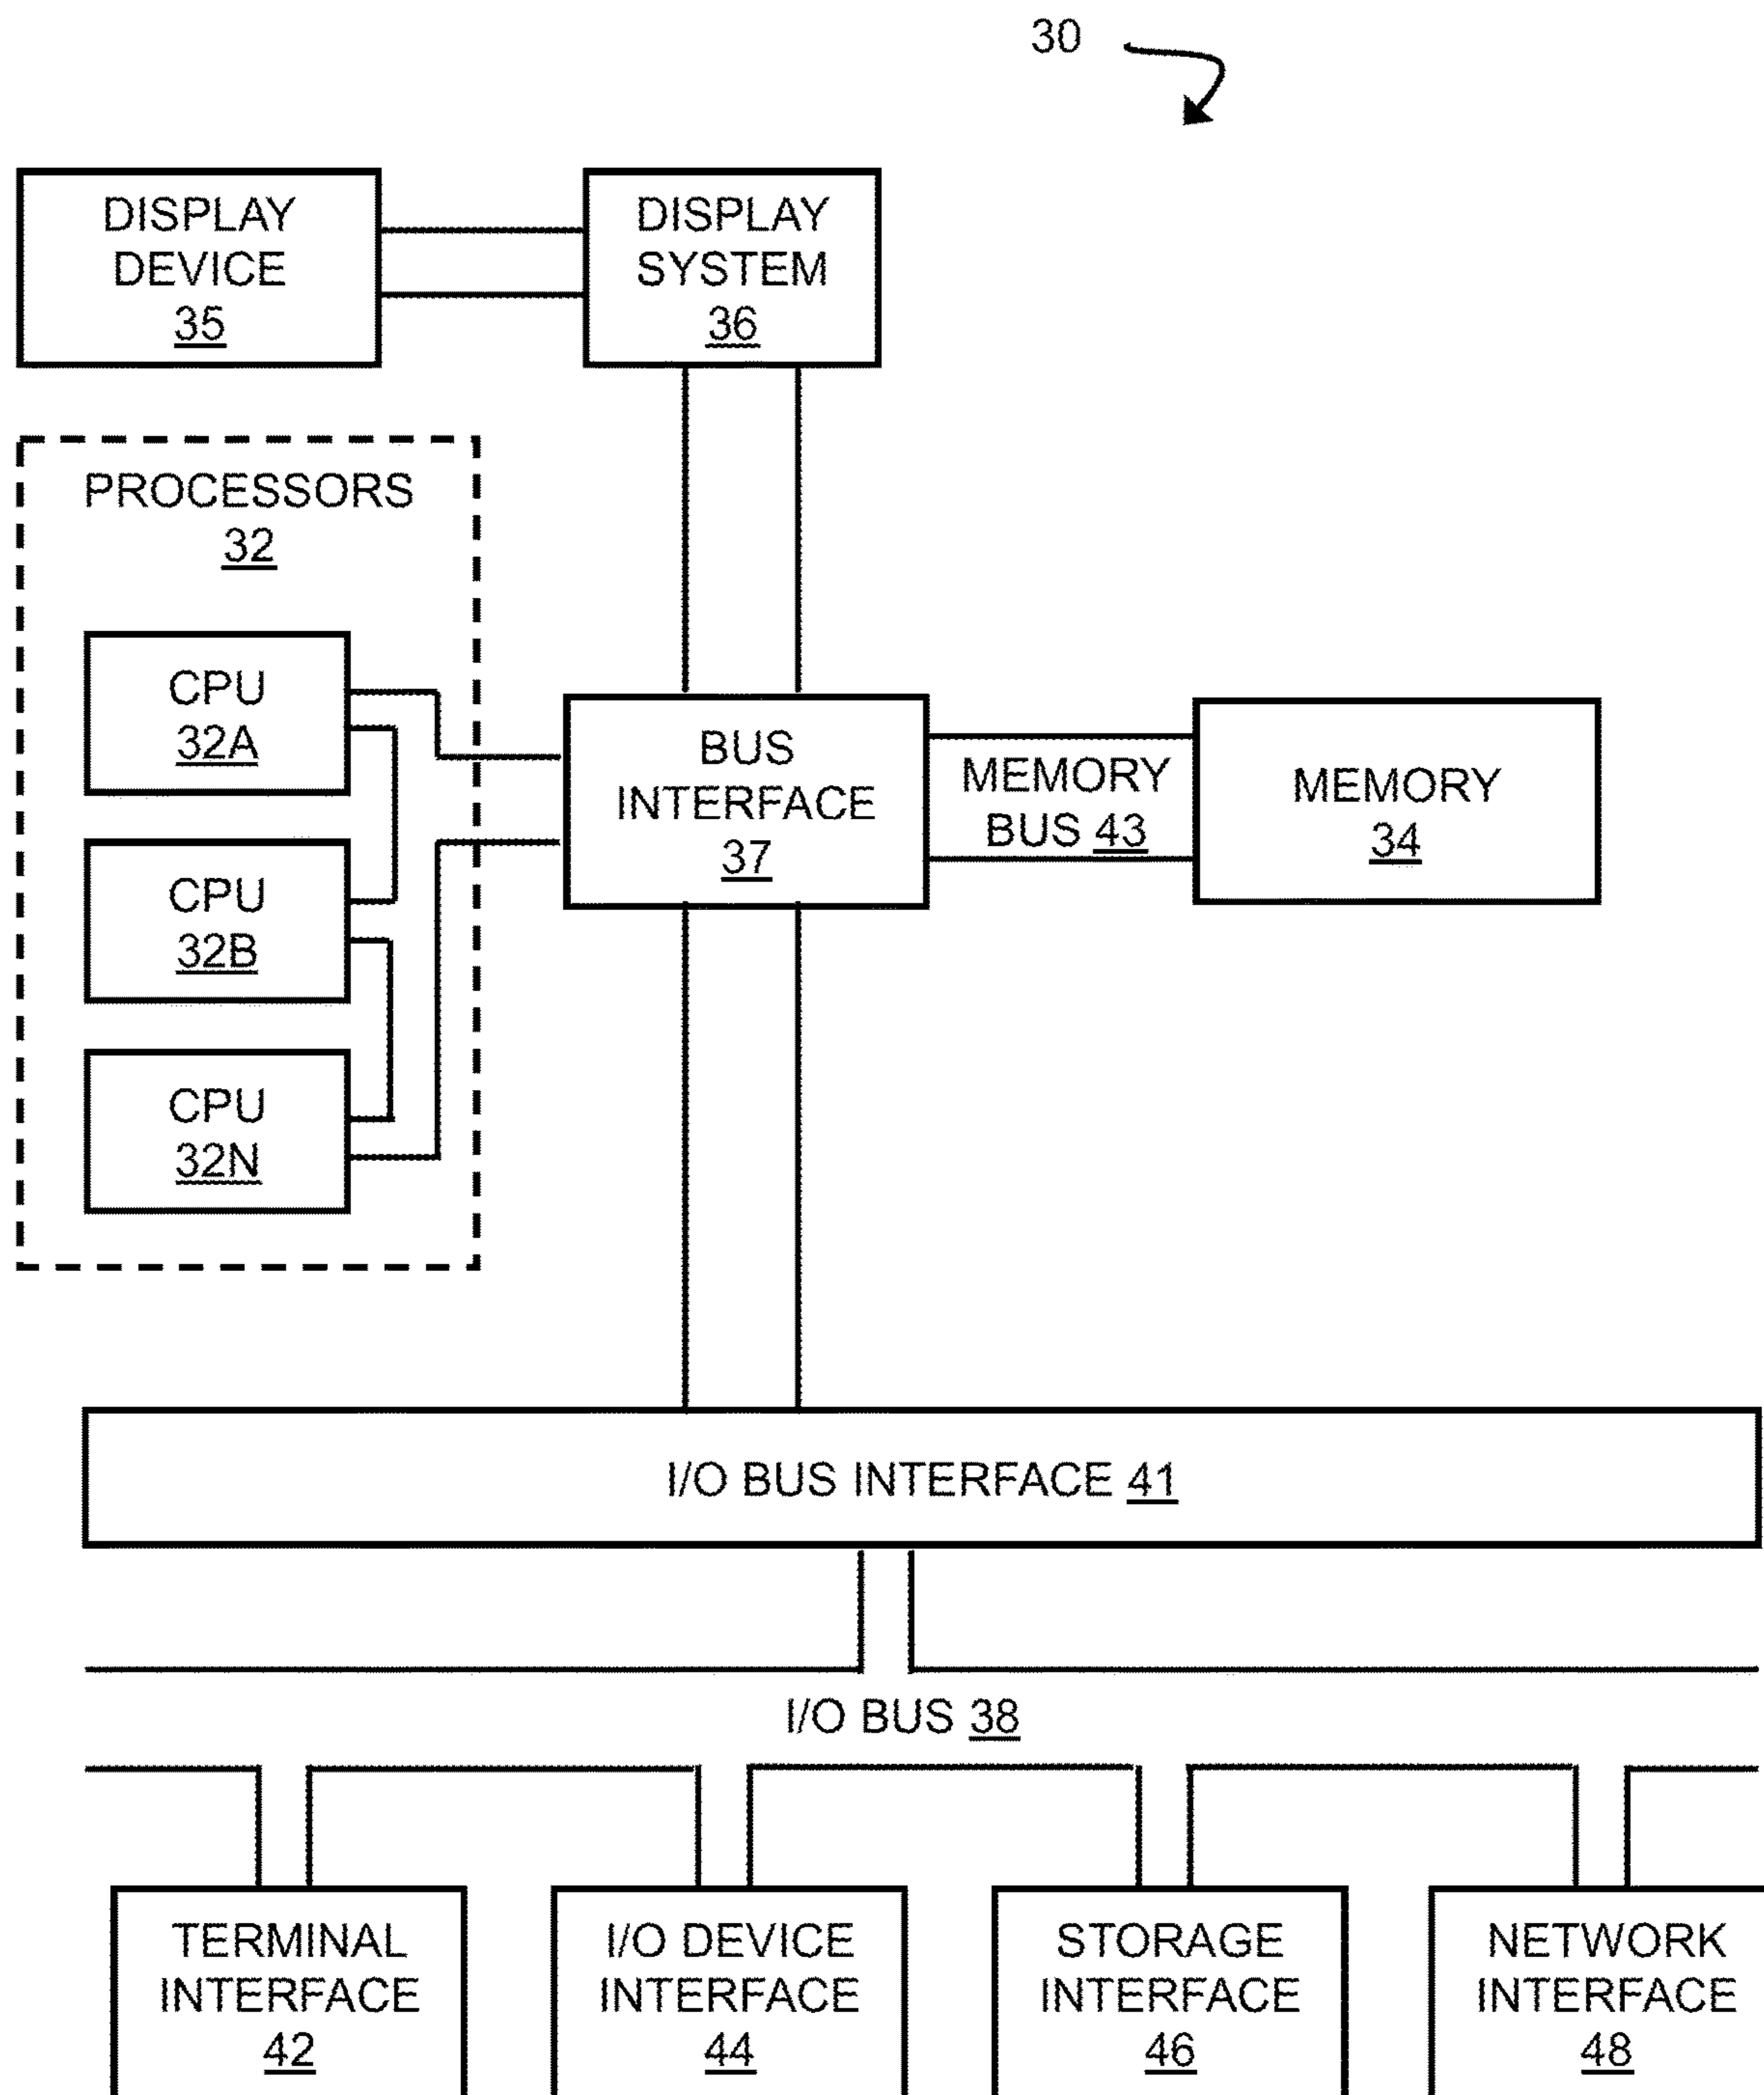 30
DISPLAY
DEVICE
35
DISPLAY
SYSTEM
36
PROCESSORS
32
CPU
32A
CPU
32B
CPU
32N
BUS
INTERFACE
37
MEMORY
BUS 43
MEMORY
34
I/O BUS INTERFACE 41
I/O BUS 38
TERMINAL
INTERFACE
42
I/O DEVICE
INTERFACE
44
STORAGE
INTERFACE
46
NETWORK
INTERFACE
48